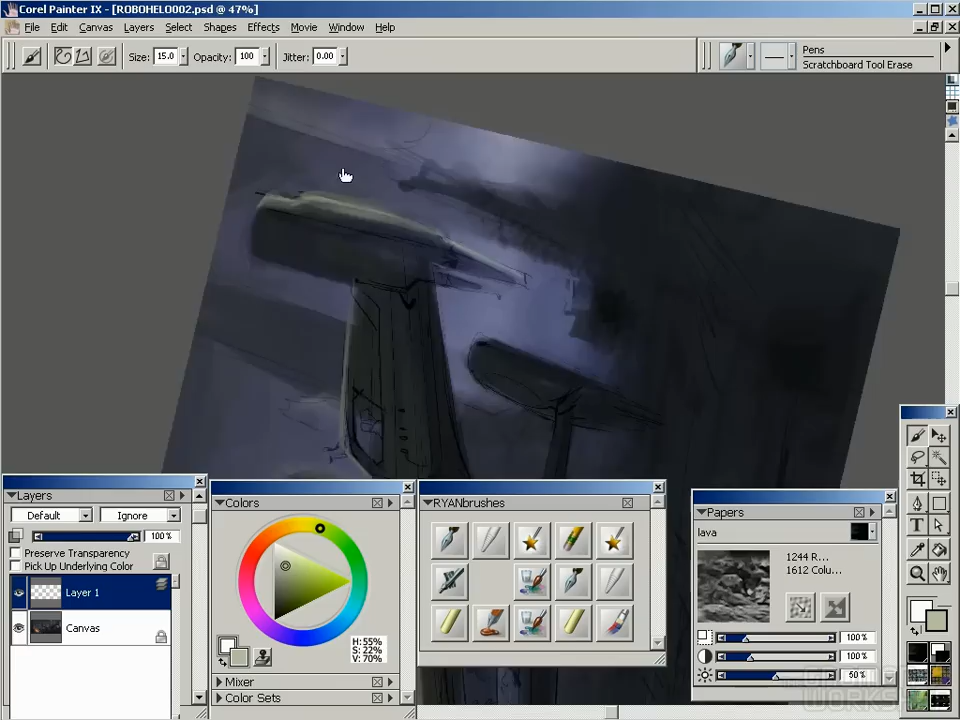 Corel Painter IX - [ROBOHELO002.psd @ 47%]
File Edit Canvas Layers Select Shapes Effects Movie Window Help
Size: 15.0 Opacity: 100 Jitter: 0.00
Pens
Scratchboard Tool Erase
Layers
Default Ignore
100%
Preserve Transparency
Pick Up Underlying Color
Layer 1
Canvas
Colors
H: 55%
S: 22%
V: 70%
Mixer
Color Sets
RYANbrushes
Papers
lava
1244 R...
1612 Colu...
100%
100%
50%
T